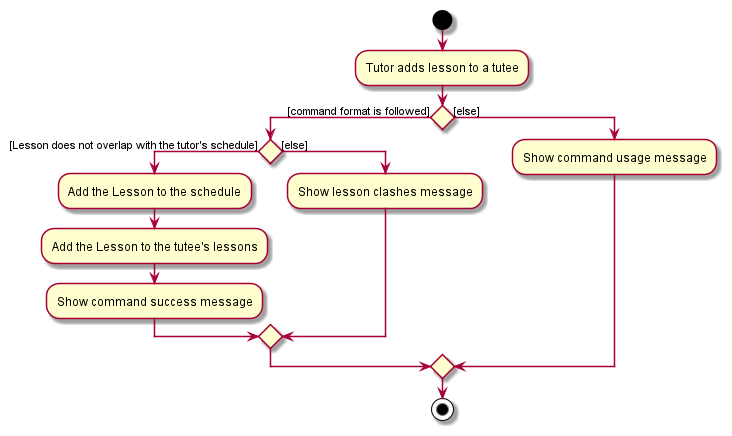 Tutor adds lesson to a tutee
[command format is followed]
[else]
[Lesson does not overlap with the tutor's schedule]
[else]
Show command usage message
Add the Lesson to the schedule
Show lesson clashes message
Add the Lesson to the tutee's lessons
Show command success message